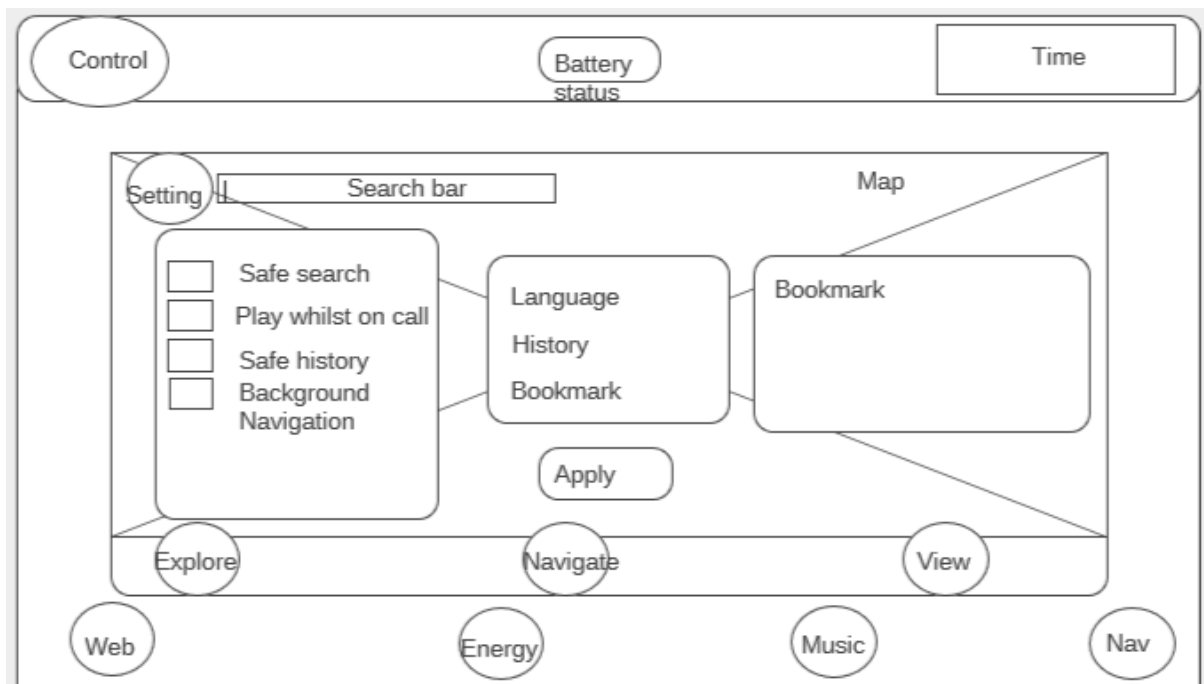 Control
Battery
status
Time
Setting
Search bar
Map
Safe search
Play whilst on call
Safe history
Background
Navigation
Language
History
Bookmark
Bookmark
Apply
Explore
Navigate
View
Web
Energy
Music
Nav